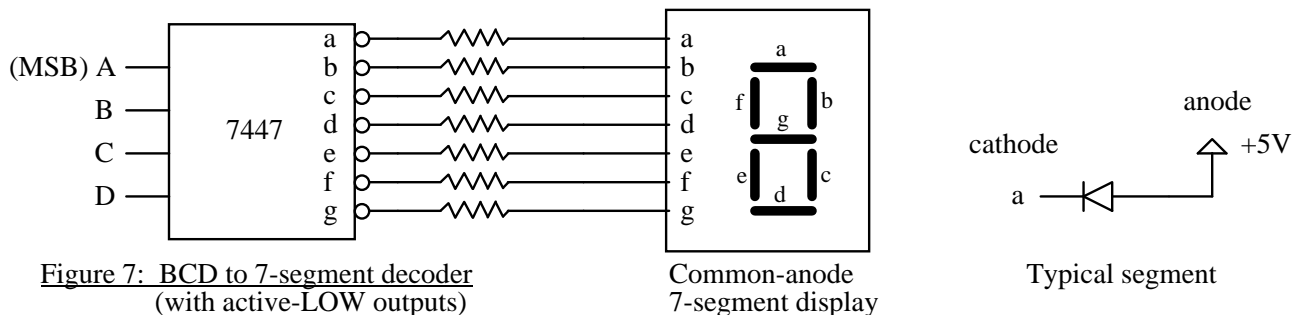 (MSB) A
B
C
D
7447
a
b
c
d
e
f
g
a
b
c
d
e
f
g
a
f
b
g
e
c
d
anode
cathode
+5V
a
Figure 7: BCD to 7-segment decoder
(with active-LOW outputs)
Common-anode
7-segment display
Typical segment